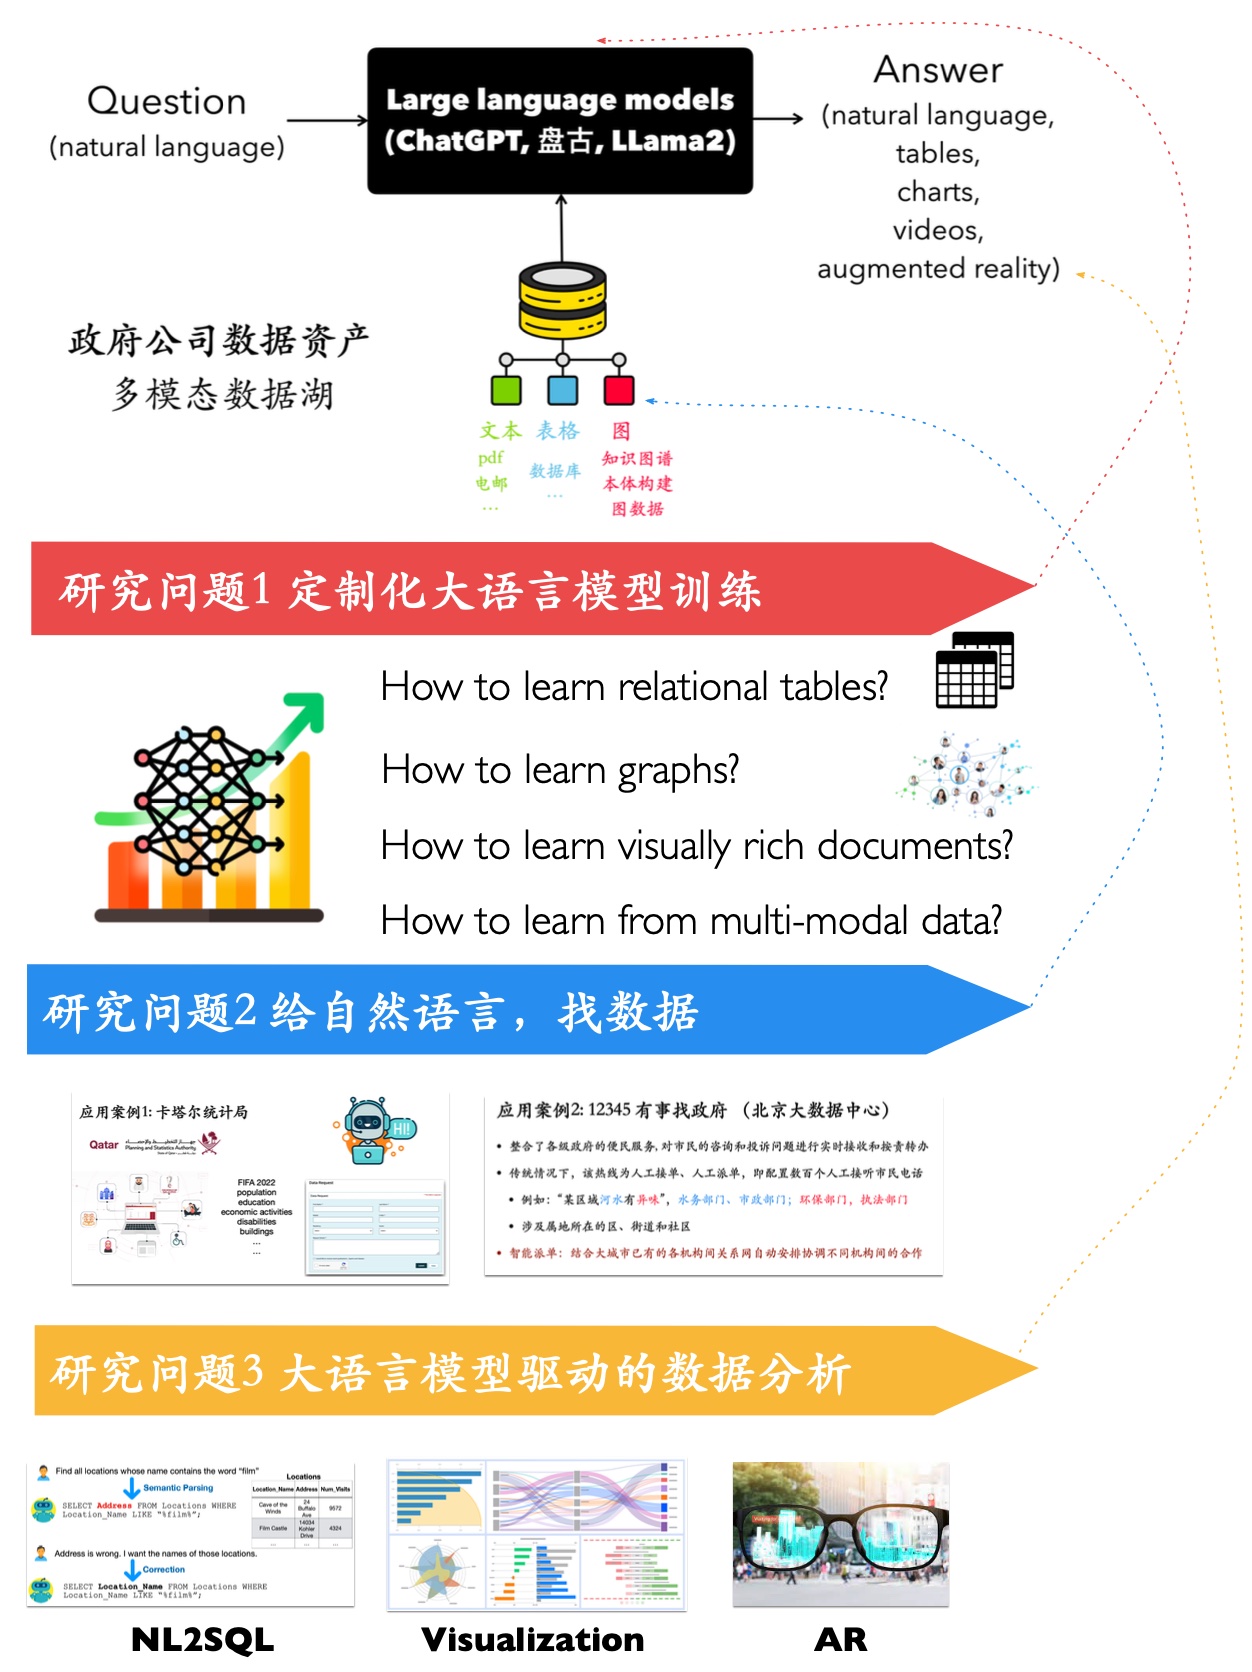 Question
(natural language)
Large language models
(ChatGPT, 盘古, LLama2)
Answer
(natural language,
tables,
charts,
videos,
augmented reality)
政府公司数据资产
多模态数据湖
文本
pdf
电邮
...
表格
数据库
...
图
知识图谱
本体构建
图数据
研究问题1 定制化大语言模型训练
How to learn relational tables?
How to learn graphs?
How to learn visually rich documents?
How to learn from multi-modal data?
研究问题2 给自然语言，找数据
应用案例1: 卡塔尔统计局
Qatar
Planning and Statistics Authority
HI!
FIFA 2022
population
education
economic activities
disabilities
buildings
...
...
Data Request
应用案例2: 12345 有事找政府 （北京大数据中心）
• 整合了各级政府的便民服务, 对市民的咨询和投诉问题进行实时接收和按责转办
• 传统情况下，该热线为人工接单、人工派单，即配置数百个人工接听市民电话
• 例如：“某区域河水有异味”，水务部门、市政部门；环保部门，执法部门
• 涉及属地所在的区、街道和社区
• 智能派单：结合大城市已有的各机构间关系网自动安排协调不同机构间的合作
研究问题3 大语言模型驱动的数据分析
Find all locations whose name contains the word “film”
Semantic Parsing
SELECT Address FROM Locations WHERE
Location_Name LIKE "%film%";
Address is wrong. I want the names of those locations.
Correction
SELECT Location_Name FROM Locations WHERE
Location_Name LIKE "%film%";
Locations
Location_Name Address Num_Visits
Cave of the Winds 24 Buffalo Ave 9572
Film Castle 14034 Kohler Drive 4324
... ... ...
NL2SQL
Visualization
AR